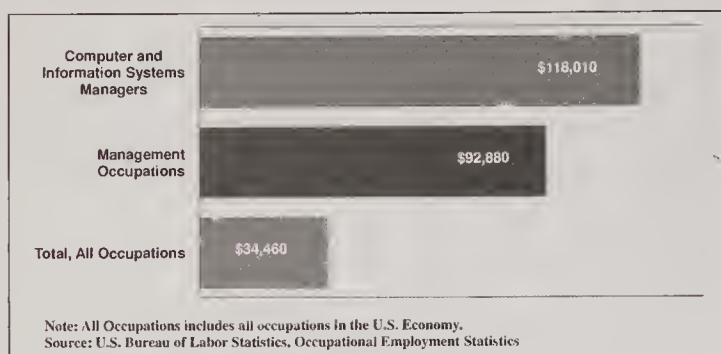 Computer and
Information Systems
Managers
$118,010
Management
Occupations
$92,880
Total, All Occupations
$34,460
Note: All Occupations includes all occupations in the U.S. Economy.
Source: U.S. Bureau of Labor Statistics, Occupational Employment Statistics